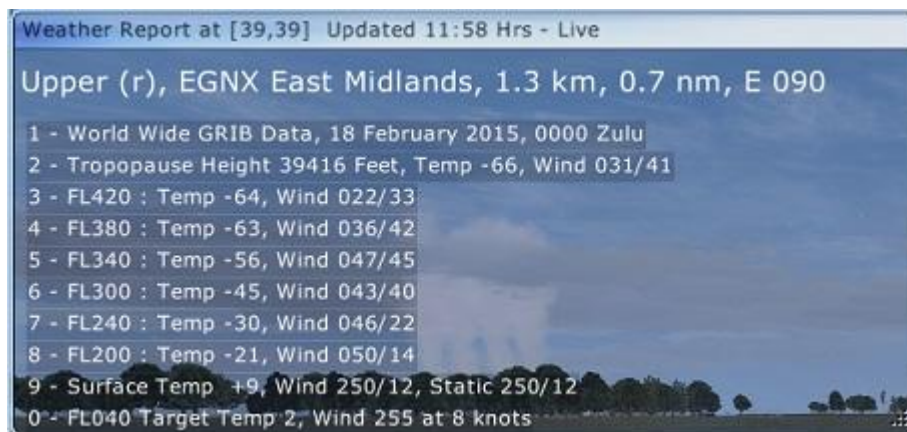 Weather Report at [39,39] Updated 11:58 Hrs - Live
Upper (r), EGNX East Midlands, 1.3 km, 0.7 nm, E 090
1 - World Wide GRIB Data, 18 February 2015, 0000 Zulu
2 - Tropopause Height 39416 Feet, Temp -66, Wind 031/41
3 - FL420 : Temp -64, Wind 022/33
4 - FL380 : Temp -63, Wind 036/42
5 - FL340 : Temp -56, Wind 047/45
6 - FL300 : Temp -45, Wind 043/40
7 - FL240 : Temp -30, Wind 046/22
8 - FL200 : Temp -21, Wind 050/14
9 - Surface Temp +9, Wind 250/12, Static 250/12
0 - FL040 Target Temp 2, Wind 255 at 8 knots